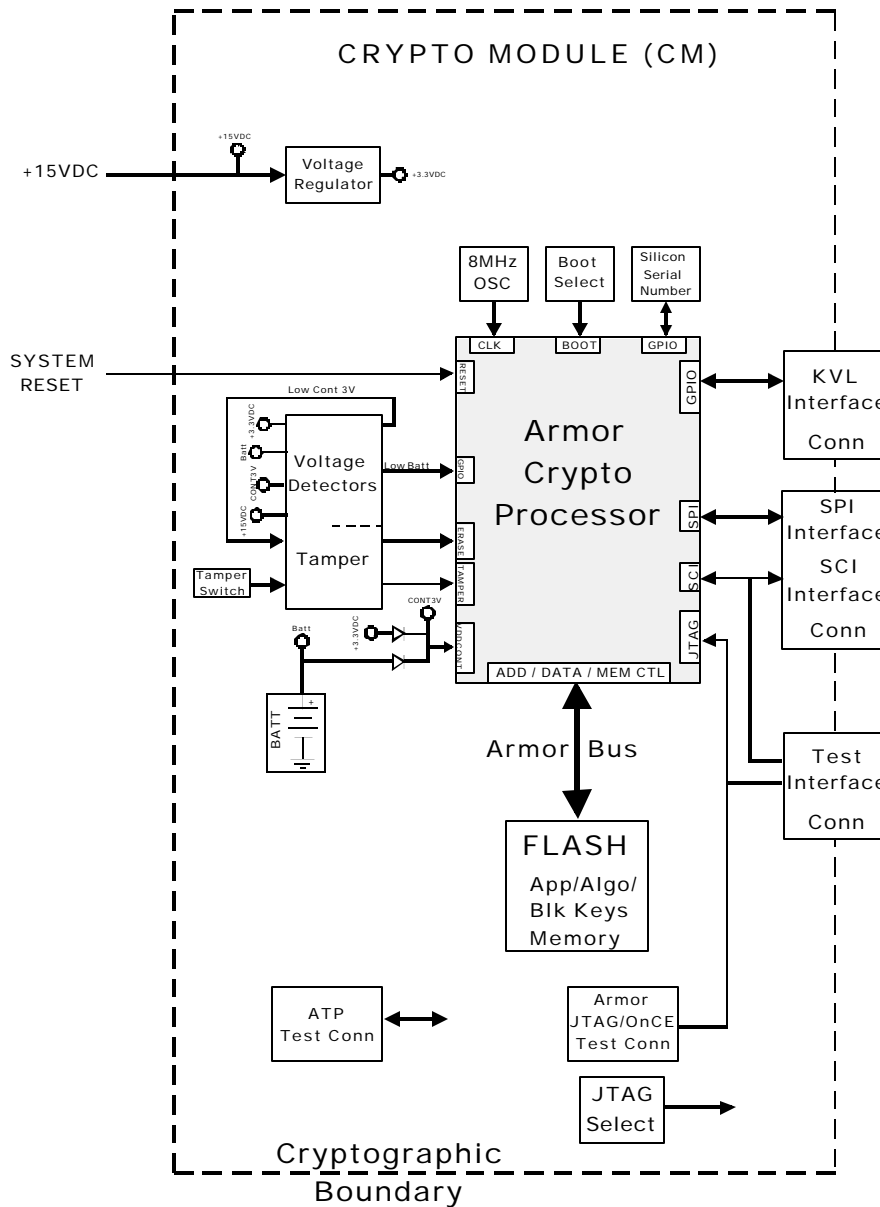 CRYPTO MODULE (CM)
+15VDC
+15VDC
Voltage
Regulator
+3.3VDC
8MHz
OSC
Boot
Select
Silicon
Serial
Number
CLK
BOOT
GPIO
SYSTEM
RESET
RESET
GPIO
KVL
Interface
Conn
Low Cont 3V
+3.3VDC
Batt
CONT3V
+15VDC
Voltage
Detectors
Low Batt
GPIO
Armor
Crypto
Processor
SPI
SPI
Interface
SCI
Interface
Conn
Tamper
ERASE
SCI
Tamper
Switch
TAMPER
CONT3V
+3.3VDC
Batt
VDDCONT
JTAG
ADD / DATA / MEM CTL
BATT
+
Armor Bus
Test
Interface
Conn
FLASH
App/Algo/
Blk Keys
Memory
ATP
Test Conn
Armor
JTAG/OnCE
Test Conn
JTAG
Select
Cryptographic
Boundary